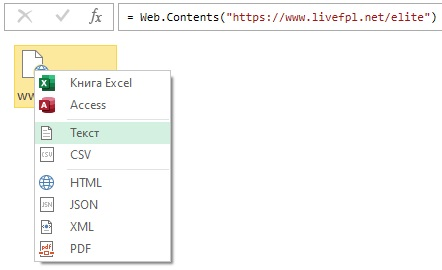 fx
= Web.Contents("https://www.livefpl.net/elite")
Книга Excel
Access
Текст
CSV
HTML
JSON
XML
PDF